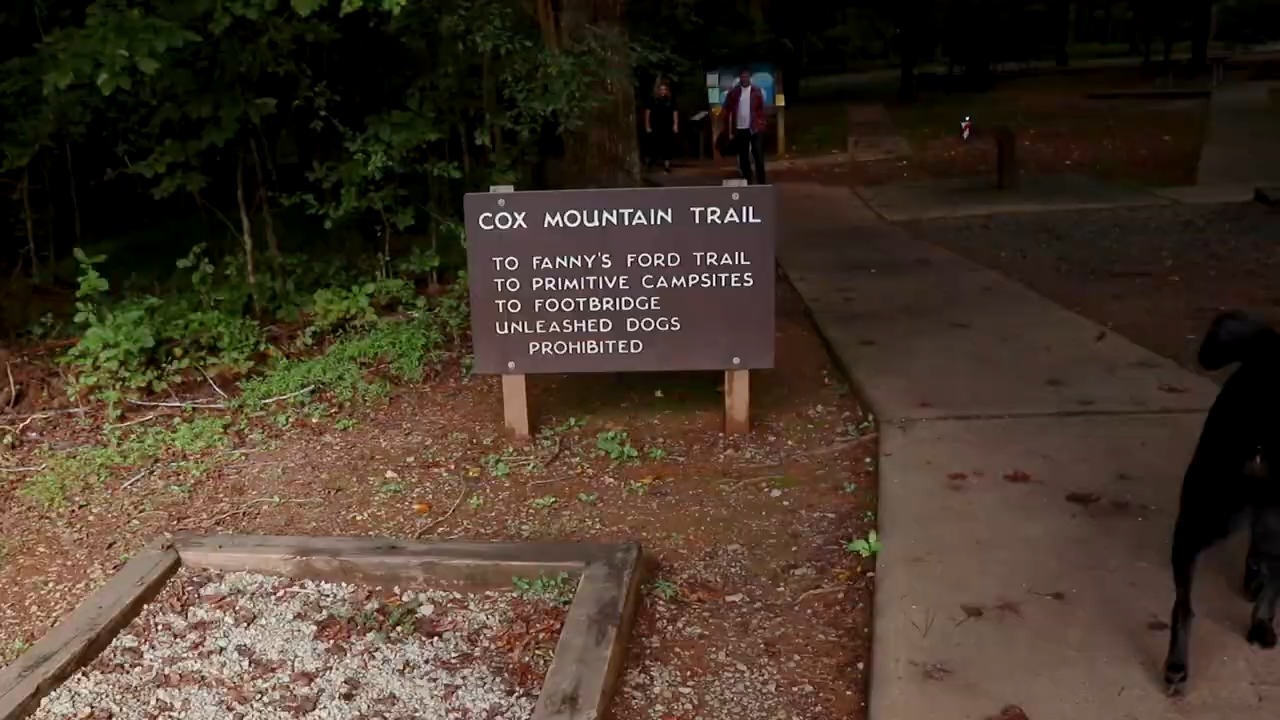 COX MOUNTAIN TRAIL
TO FANNY'S FORD TRAIL
TO PRIMITIVE CAMPSITES
TO FOOTBRIDGE
UNLEASHED DOGS
PROHIBITED